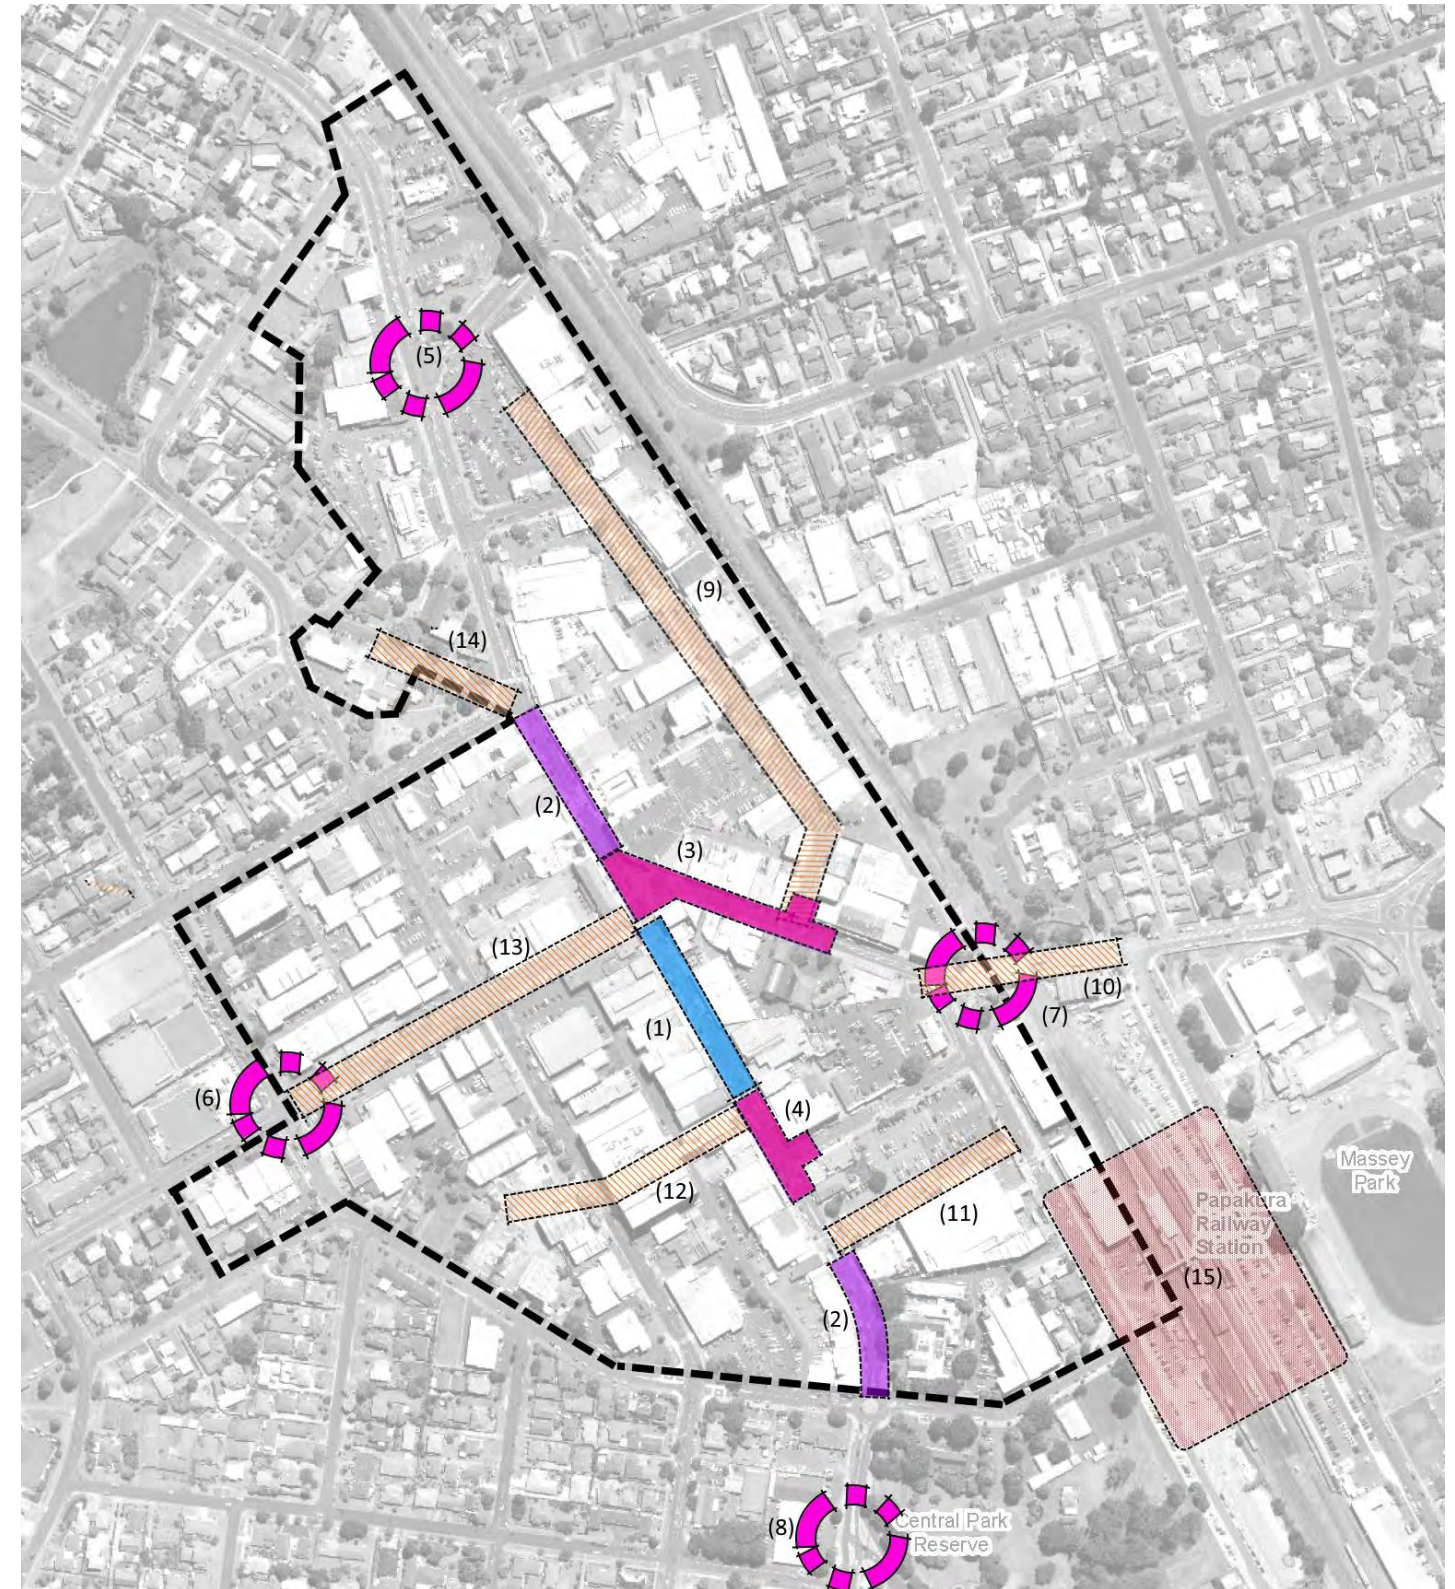 (5)
(9)
(14)
(2)
(3)
(13)
(10)
(7)
(1)
(6)
(4)
Massey
Park
(12)
Papakura
Railway
Station
(11)
(15)
(2)
(8)
Central Park
Reserve